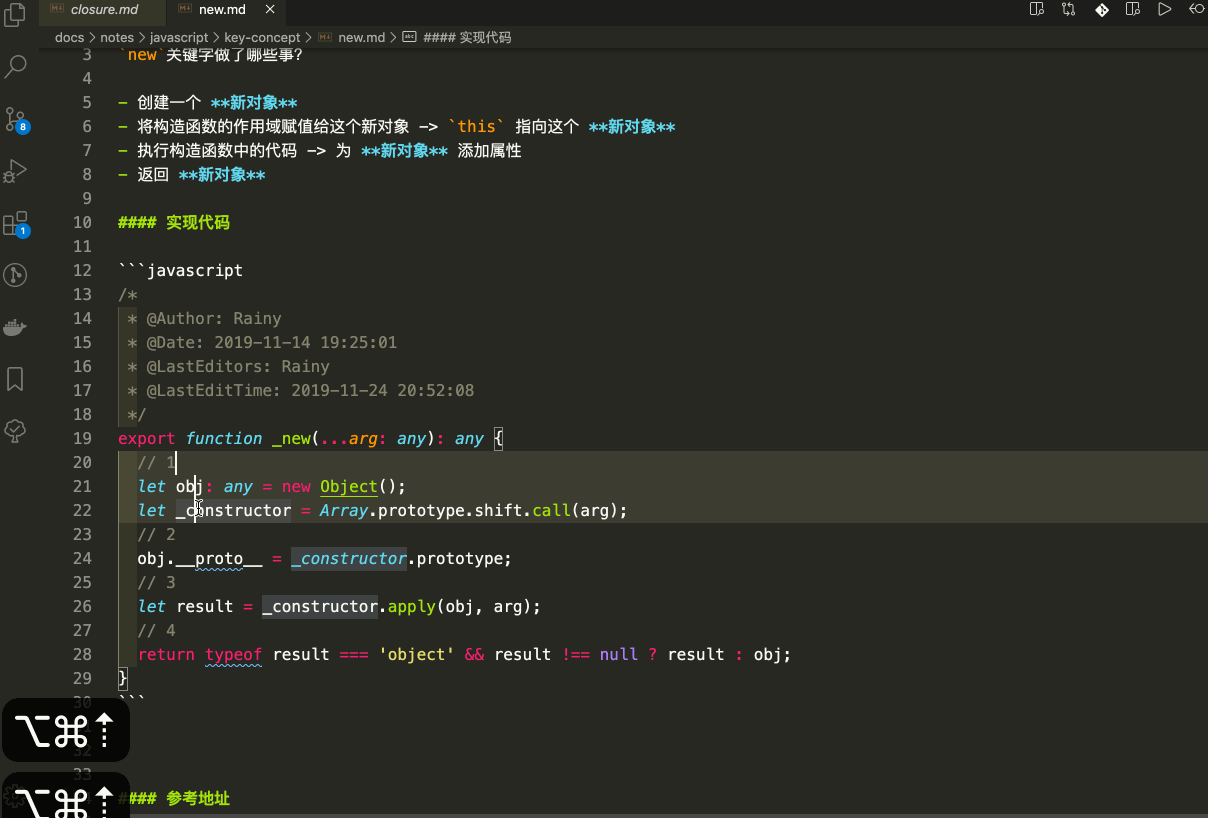 closure.md
new.md
docs > notes > javascript > key-concept > new.md > #### 实现代码
3 `new`关键字做了哪些事?
4
5 - 创建一个 **新对象**
6 - 将构造函数的作用域赋值给这个新对象 -> `this` 指向这个 **新对象**
7 - 执行构造函数中的代码 -> 为 **新对象** 添加属性
8 - 返回 **新对象**
9
10 #### 实现代码
11
12 ```javascript
13 /*
14 * @Author: Rainy
15 * @Date: 2019-11-14 19:25:01
16 * @LastEditors: Rainy
17 * @LastEditTime: 2019-11-24 20:52:08
18 */
19 export function _new(...arg: any): any {
20 // 1
21 let obj: any = new Object();
22 let _constructor = Array.prototype.shift.call(arg);
23 // 2
24 obj.__proto__ = _constructor.prototype;
25 // 3
26 let result = _constructor.apply(obj, arg);
27 // 4
28 return typeof result === 'object' && result !== null ? result : obj;
29 }
30 ```
32
33
#### 参考地址
8
1
⌥⌘⇡
⌥⌘⇡